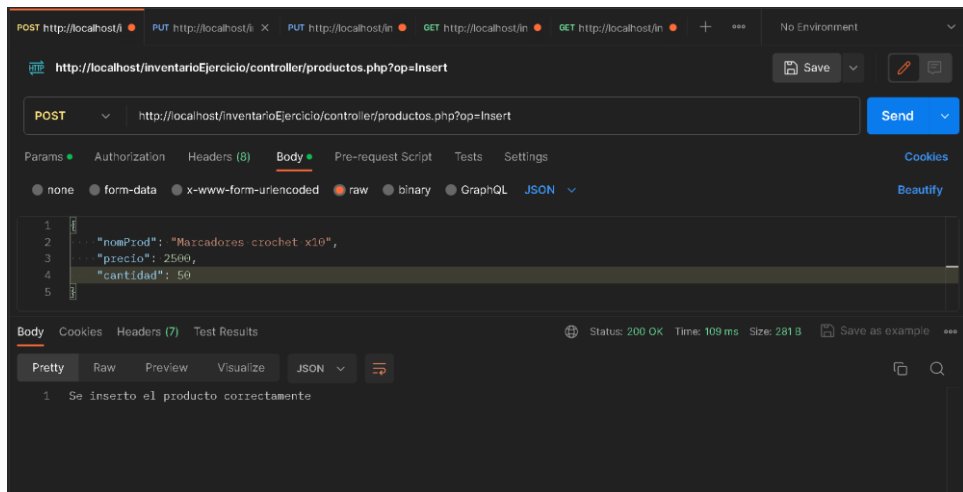 POST http://localhost/i PUT http://localhost/i PUT http://localhost/in GET http://localhost/in GET http://localhost/in No Environment
HTTP http://localhost/inventarioEjercicio/controller/productos.php?op=Insert Save
POST http://localhost/inventarioEjercicio/controller/productos.php?op=Insert Send
Params Authorization Headers (8) Body Pre-request Script Tests Settings Cookies
none form-data x-www-form-urlencoded raw binary GraphQL JSON Beautify
1 {
2 "nomProd": "Marcadores crochet x10",
3 "precio": 2500,
4 "cantidad": 50
5 }
Body Cookies Headers (7) Test Results Status: 200 OK Time: 109 ms Size: 281 B Save as example
Pretty Raw Preview Visualize JSON
1 Se inserto el producto correctamente